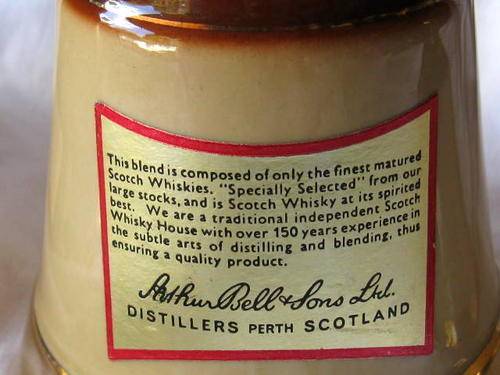 This blend is composed of only the finest matured
Scotch Whiskies. "Specially Selected" from our
large stocks, and is Scotch Whisky at its spirited
best. We are a traditional independent Scotch
Whisky House with over 150 years experience in
the subtle arts of distilling and blending, thus
ensuring a quality product.
Arthur Bell & Sons Ltd.
DISTILLERS PERTH SCOTLAND